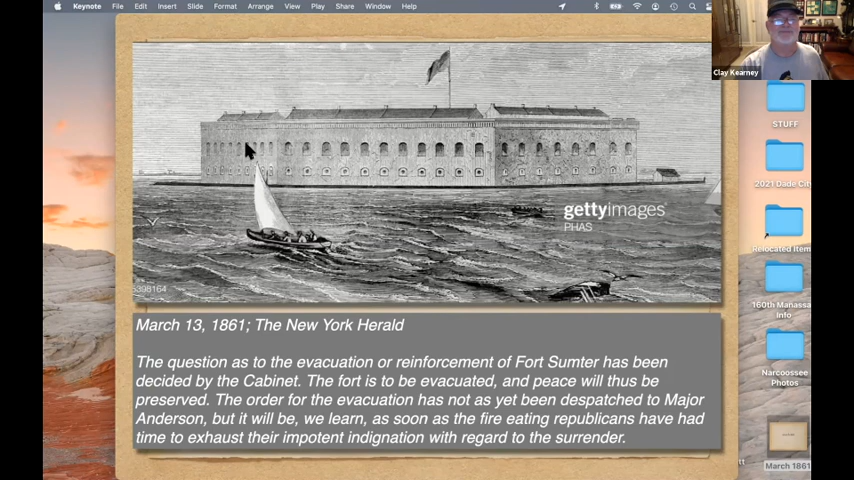 Keynote File Edit Insert Slide Format Arrange View Play Share Window Help
Clay Kearney
STUFF
2021 Dade City
Relocated Item
160th Manassa
Info
Narcoossee
Photos
March 1861
gettyimages
PHAS
5398164
March 13, 1861; The New York Herald
The question as to the evacuation or reinforcement of Fort Sumter has been
decided by the Cabinet. The fort is to be evacuated, and peace will thus be
preserved. The order for the evacuation has not as yet been despatched to Major
Anderson, but it will be, we learn, as soon as the fire eating republicans have had
time to exhaust their impotent indignation with regard to the surrender.